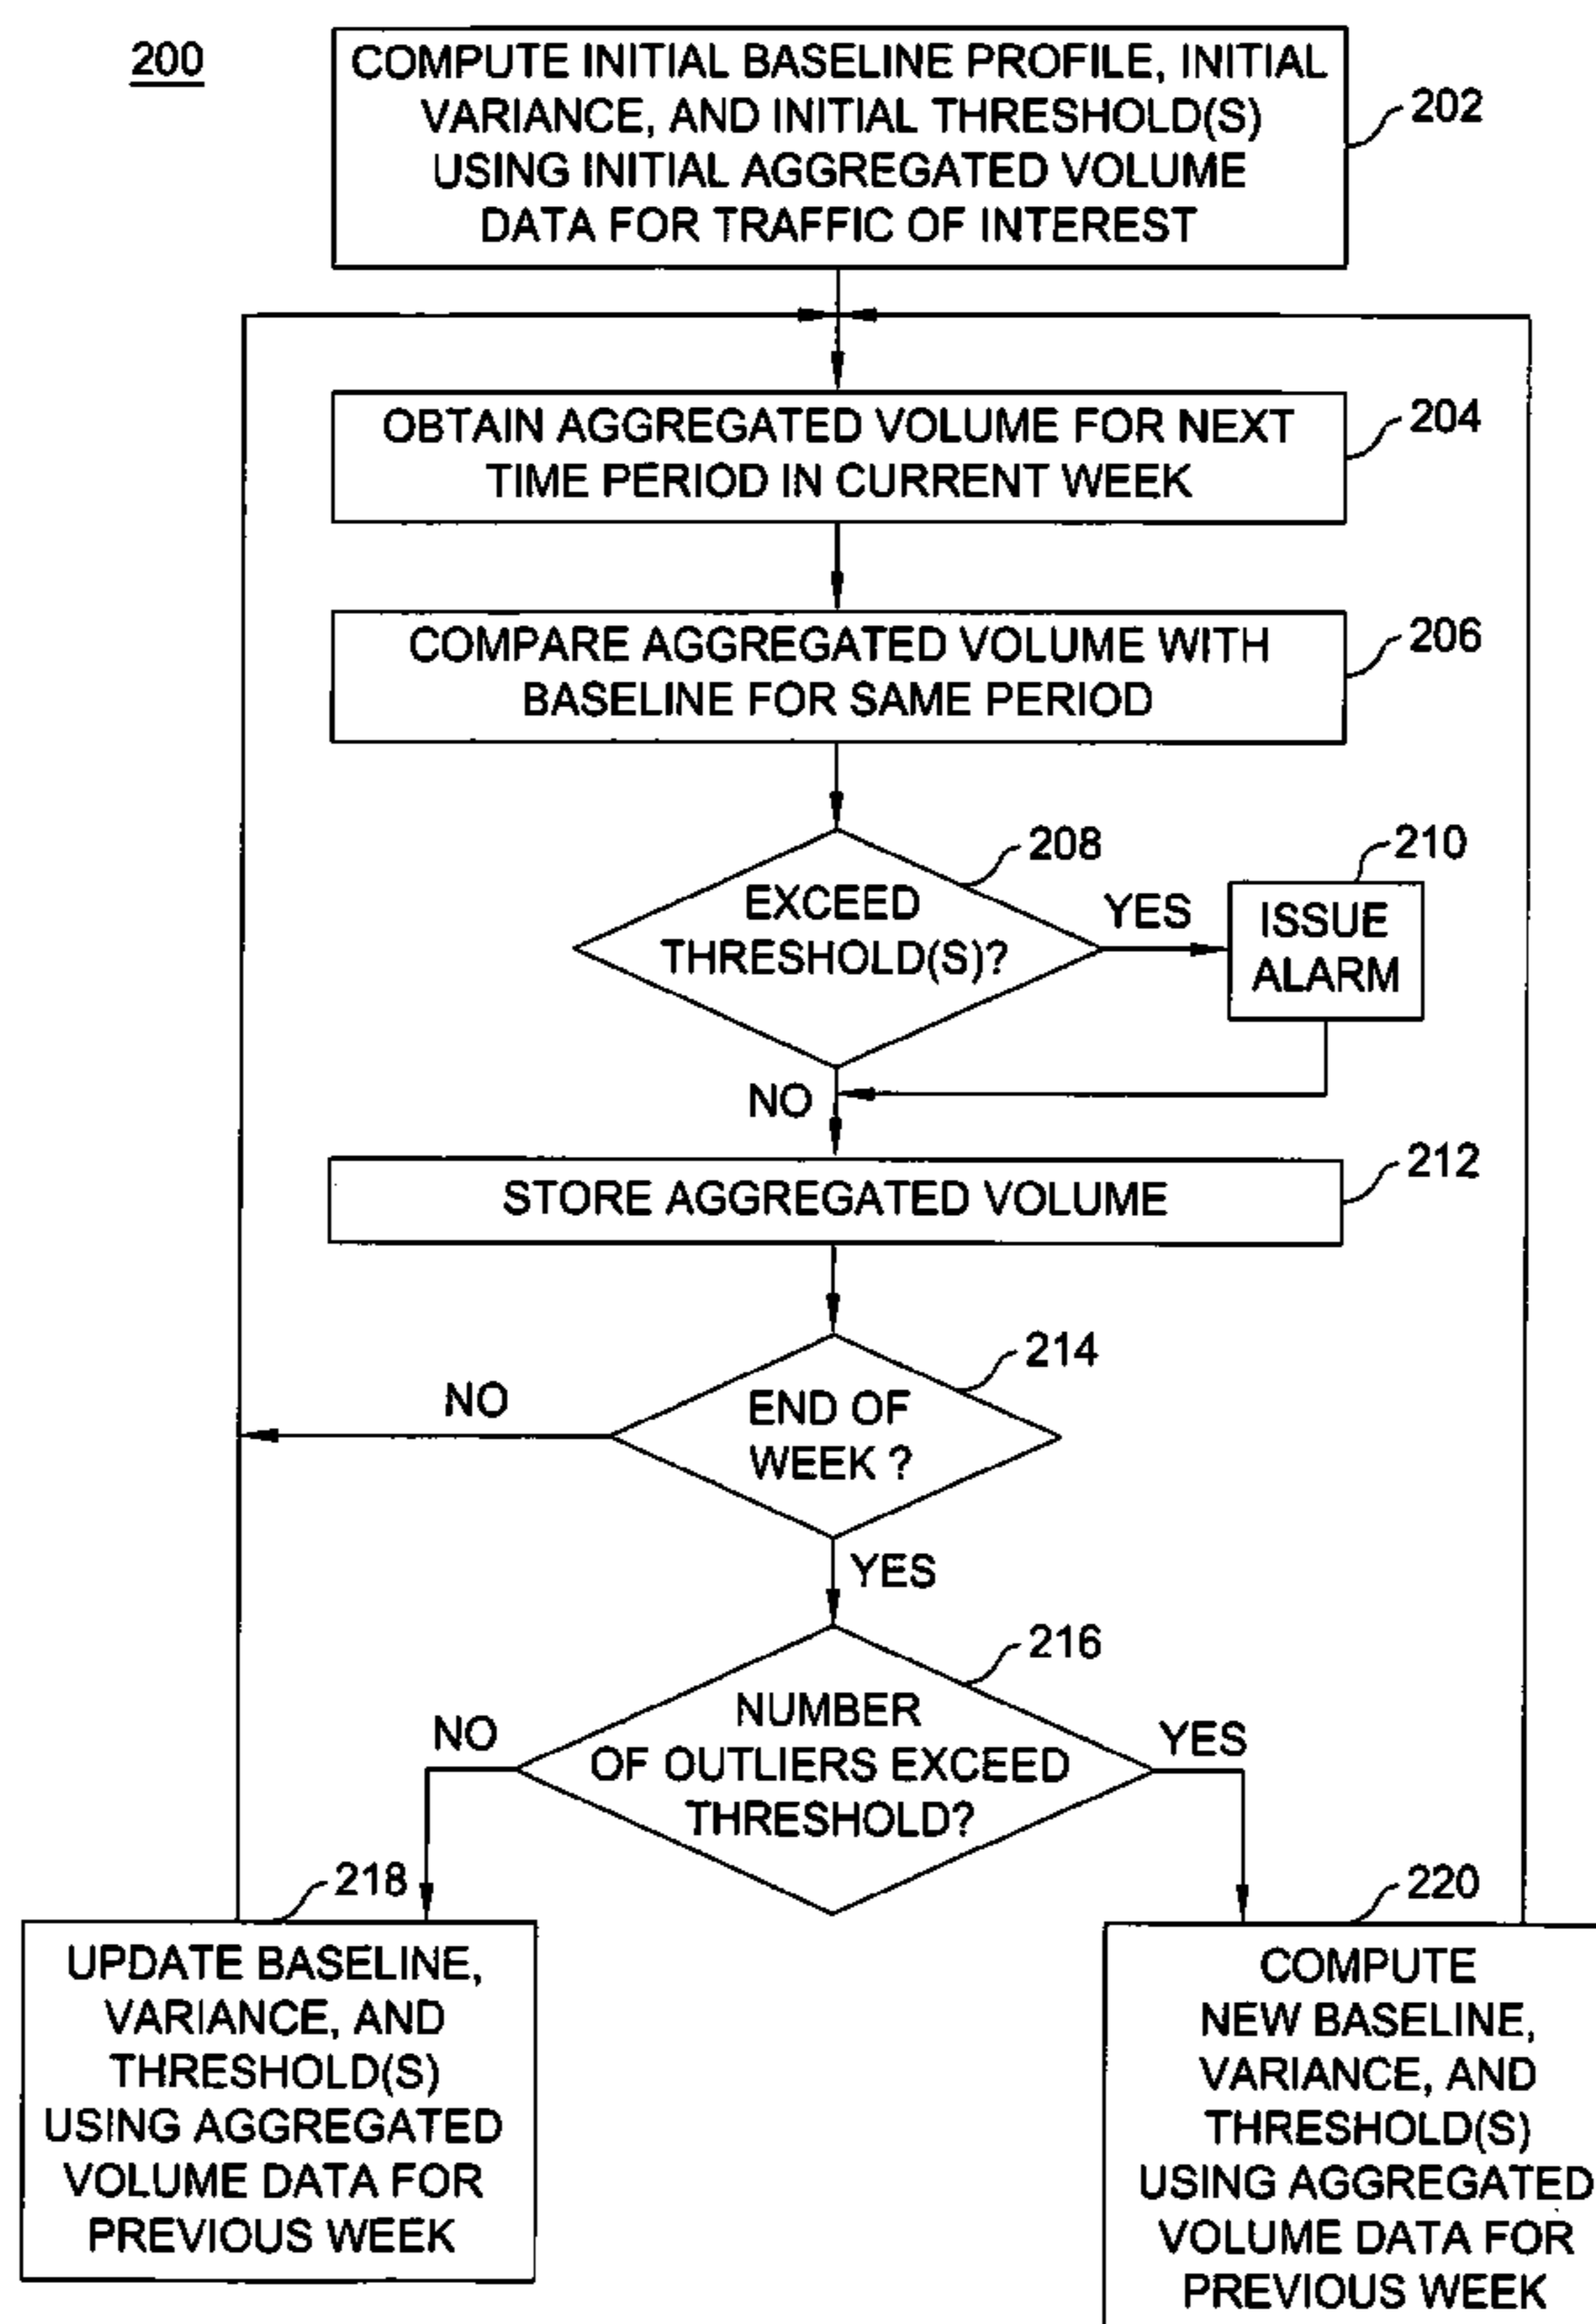 200
COMPUTE INITIAL BASELINE PROFILE, INITIAL
VARIANCE, AND INITIAL THRESHOLD(S)
USING INITIAL AGGREGATED VOLUME
DATA FOR TRAFFIC OF INTEREST
202
OBTAIN AGGREGATED VOLUME FOR NEXT
TIME PERIOD IN CURRENT WEEK
204
COMPARE AGGREGATED VOLUME WITH
BASELINE FOR SAME PERIOD
206
EXCEED
THRESHOLD(S)?
208
YES
210
ISSUE
ALARM
NO
STORE AGGREGATED VOLUME
212
END OF
WEEK ?
214
NO
YES
NUMBER
OF OUTLIERS EXCEED
THRESHOLD?
216
NO
YES
218
UPDATE BASELINE,
VARIANCE, AND
THRESHOLD(S)
USING AGGREGATED
VOLUME DATA FOR
PREVIOUS WEEK
220
COMPUTE
NEW BASELINE,
VARIANCE, AND
THRESHOLD(S)
USING AGGREGATED
VOLUME DATA FOR
PREVIOUS WEEK